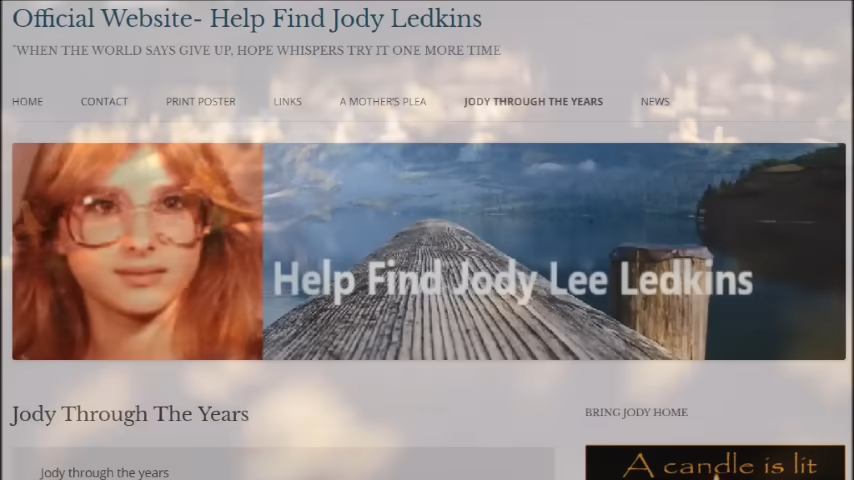 Official Website- Help Find Jody Ledkins
"WHEN THE WORLD SAYS GIVE UP, HOPE WHISPERS TRY IT ONE MORE TIME
HOME CONTACT PRINT POSTER LINKS A MOTHER'S PLEA JODY THROUGH THE YEARS NEWS
Help Find Jody Lee Ledkins
Jody Through The Years
BRING JODY HOME
Jody through the years
A candle is lit